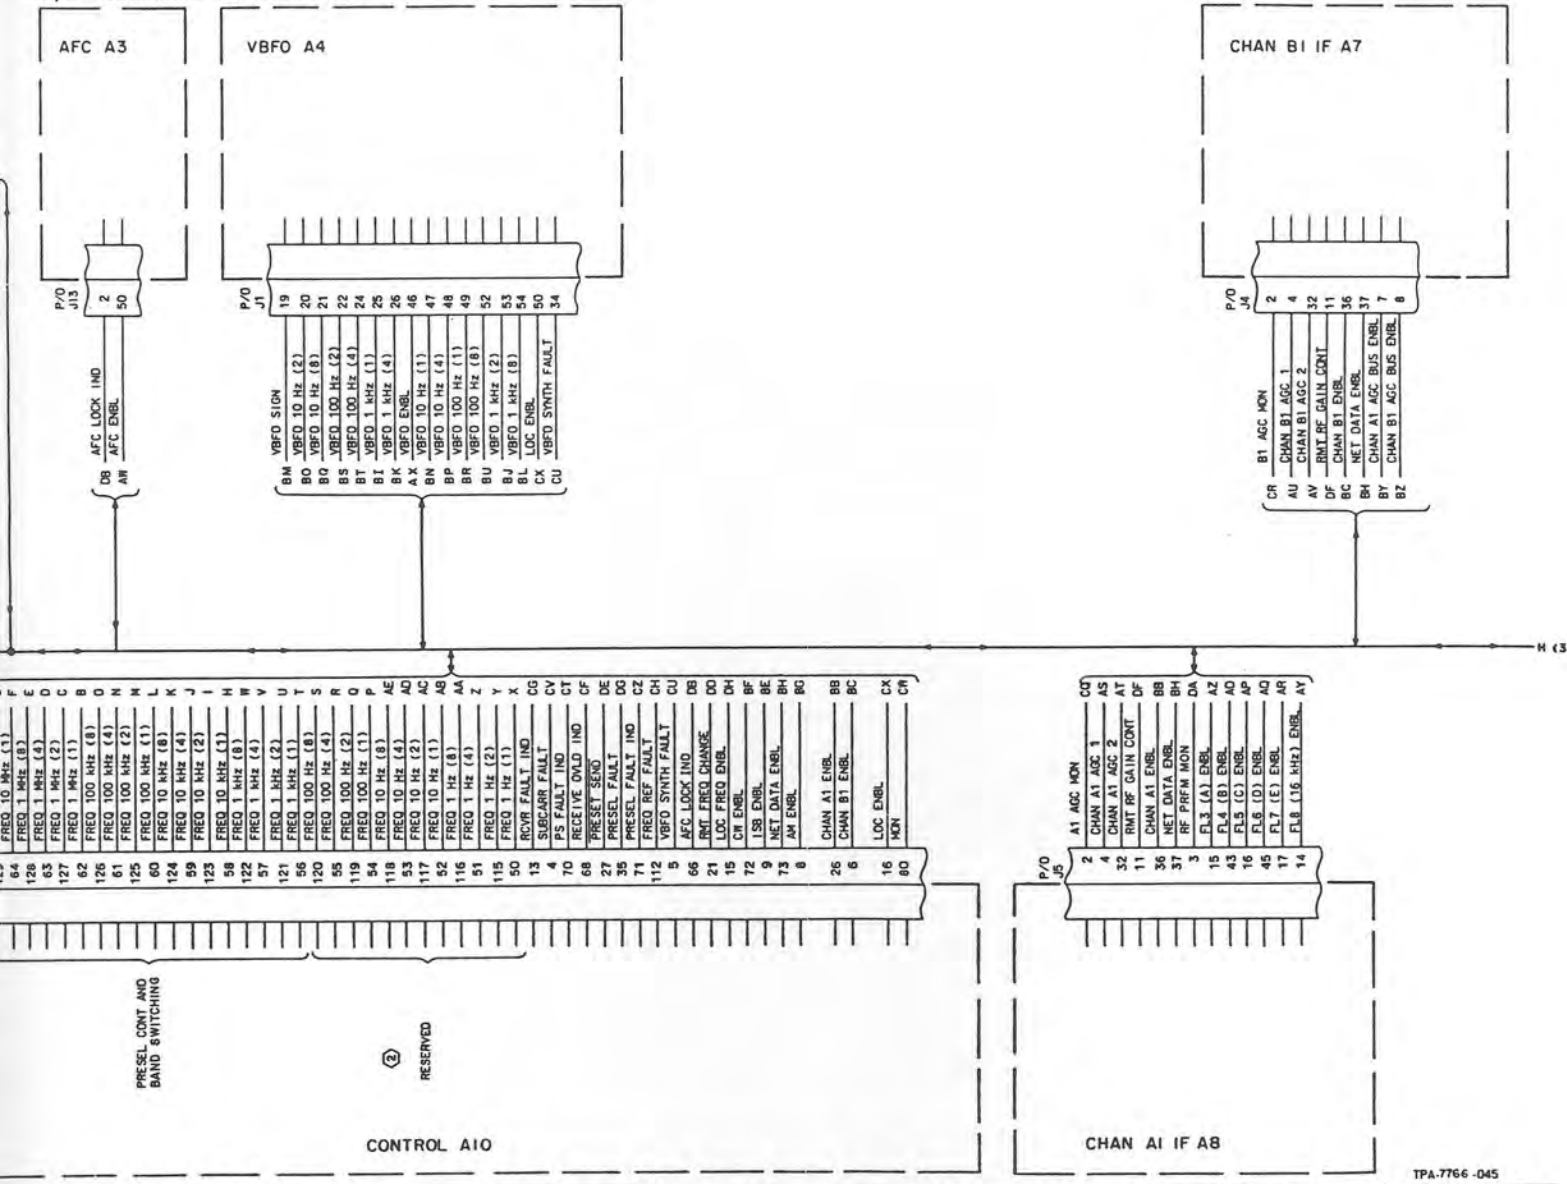 AFC A3
P/O J13
2 AFC LOCK IND DB
50 AFC ENBL AW
VBFO A4
P/O J1
19 VBFO SIGN BM
20 VBFO 10 Hz (2) BO
21 VBFO 10 Hz (8) BQ
22 VBFO 100 Hz (2) BS
24 VBFO 100 Hz (4) BT
25 VBFO 1 kHz (1) BI
26 VBFO 1 kHz (4) BK
46 VBFO ENBL AX
47 VBFO 10 Hz (1) BN
48 VBFO 10 Hz (4) BP
49 VBFO 100 Hz (1) BR
52 VBFO 100 Hz (8) BU
53 VBFO 1 kHz (2) BJ
54 VBFO 1 kHz (8) BL
50 LOC ENBL CX
34 VBFO SYNTH FAULT CU
CHAN B1 IF A7
P/O J4
2 B1 AGC MON CR
4 CHAN B1 AGC 1 AU
32 CHAN B1 AGC 2 AV
11 RMT RF GAIN CONT DF
36 CHAN B1 ENBL BC
37 NET DATA ENBL BH
7 CHAN A1 AGC BUS ENBL BY
8 CHAN B1 AGC BUS ENBL BZ
H (3
FREQ 10 MHz (1)
F FREQ 1 MHz (8) 64
E FREQ 1 MHz (4) 128
D FREQ 1 MHz (2) 63
C FREQ 1 MHz (1) 127
B FREQ 100 kHz (8) 62
O FREQ 100 kHz (4) 126
N FREQ 100 kHz (2) 61
M FREQ 100 kHz (1) 125
L FREQ 10 kHz (8) 60
K FREQ 10 kHz (4) 124
J FREQ 10 kHz (2) 59
I FREQ 10 kHz (1) 123
H FREQ 1 kHz (8) 58
W FREQ 1 kHz (4) 122
V FREQ 1 kHz (2) 57
U FREQ 1 kHz (1) 121
T FREQ 100 Hz (8) 56
S FREQ 100 Hz (4) 120
R FREQ 100 Hz (2) 55
Q FREQ 100 Hz (1) 119
P FREQ 10 Hz (8) 54
AE FREQ 10 Hz (4) 118
AD FREQ 10 Hz (2) 53
AC FREQ 10 Hz (1) 117
AB FREQ 1 Hz (8) 52
AA FREQ 1 Hz (4) 116
Z FREQ 1 Hz (2) 51
Y FREQ 1 Hz (1) 115
X 50
CG RCVR FAULT IND 13
CV SUBCARR FAULT 4
CT PS FAULT IND 70
CF RECEIVE OVLD IND 68
DE PRESET SEND 27
DG PRESEL FAULT 35
CZ PRESEL FAULT IND 71
CH FREQ REF FAULT 112
CU VBFO SYNTH FAULT 5
DB AFC LOCK IND 66
DD RMT FREQ CHANGE 21
DH LOC FREQ ENBL 15
BF CW ENBL 72
BE ISB ENBL 9
BH NET DATA ENBL 73
BG AM ENBL 8
BB CHAN A1 ENBL 26
BC CHAN B1 ENBL 6
CX LOC ENBL 16
CR MON 80
PRESEL CONT AND
BAND SWITCHING
2
RESERVED
CONTROL A10
P/O J5
CQ A1 AGC MON 2
AS CHAN A1 AGC 1 4
AT CHAN A1 AGC 2 32
DF RMT RF GAIN CONT 11
BB CHAN A1 ENBL 36
BH NET DATA ENBL 37
DA RF PRFM MON 3
AZ FL3 (A) ENBL 15
AO FL4 (B) ENBL 43
AP FL5 (C) ENBL 16
AQ FL6 (D) ENBL 45
AR FL7 (E) ENBL 17
AY FL8 (16 kHz) ENBL 14
CHAN A1 IF A8
TPA-7766-045